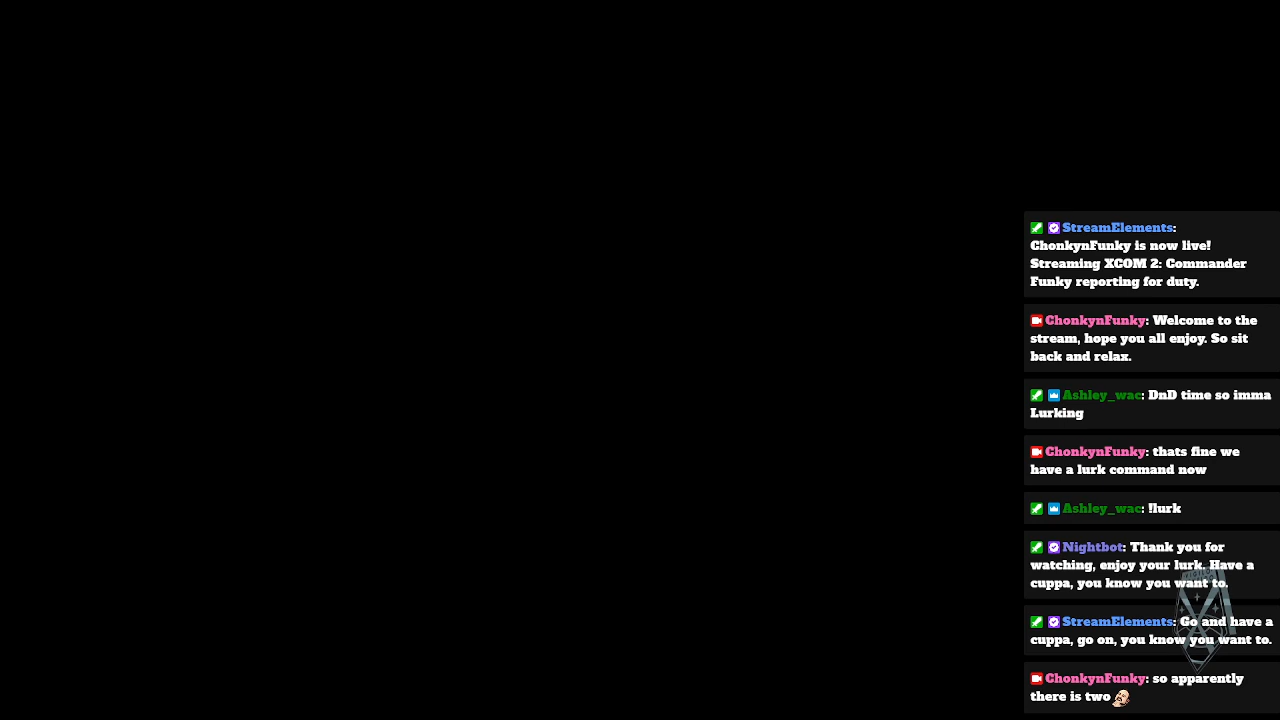 StreamElements:
ChonkynFunky is now live!
Streaming XCOM 2: Commander
Funky reporting for duty.
ChonkynFunky: Welcome to the
stream, hope you all enjoy. So sit
back and relax.
Ashley_wac: DnD time so imma
Lurking
ChonkynFunky: thats fine we
have a lurk command now
Ashley_wac: !lurk
Nightbot: Thank you for
watching, enjoy your lurk. Have a
cuppa, you know you want to.
StreamElements: Go and have a
cuppa, go on, you know you want to.
ChonkynFunky: so apparently
there is two